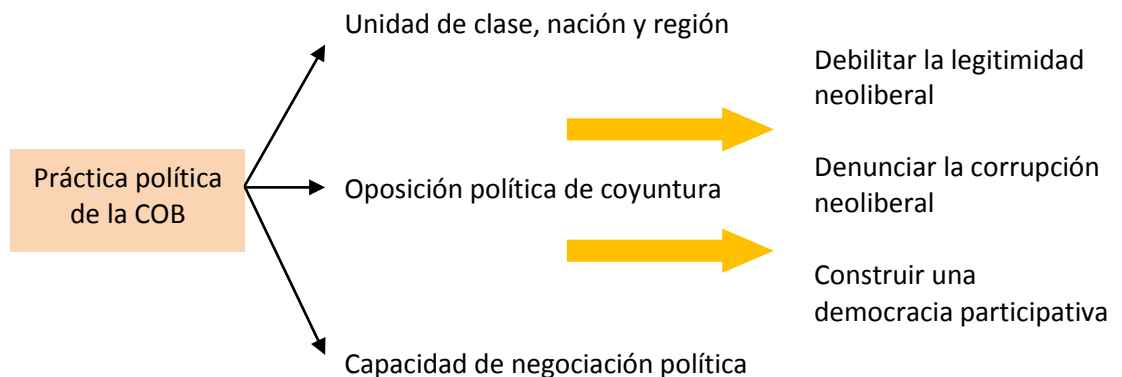 Práctica política
de la COB
Unidad de clase, nación y región
Oposición política de coyuntura
Capacidad de negociación política
Debilitar la legitimidad
neoliberal
Denunciar la corrupción
neoliberal
Construir una
democracia participativa